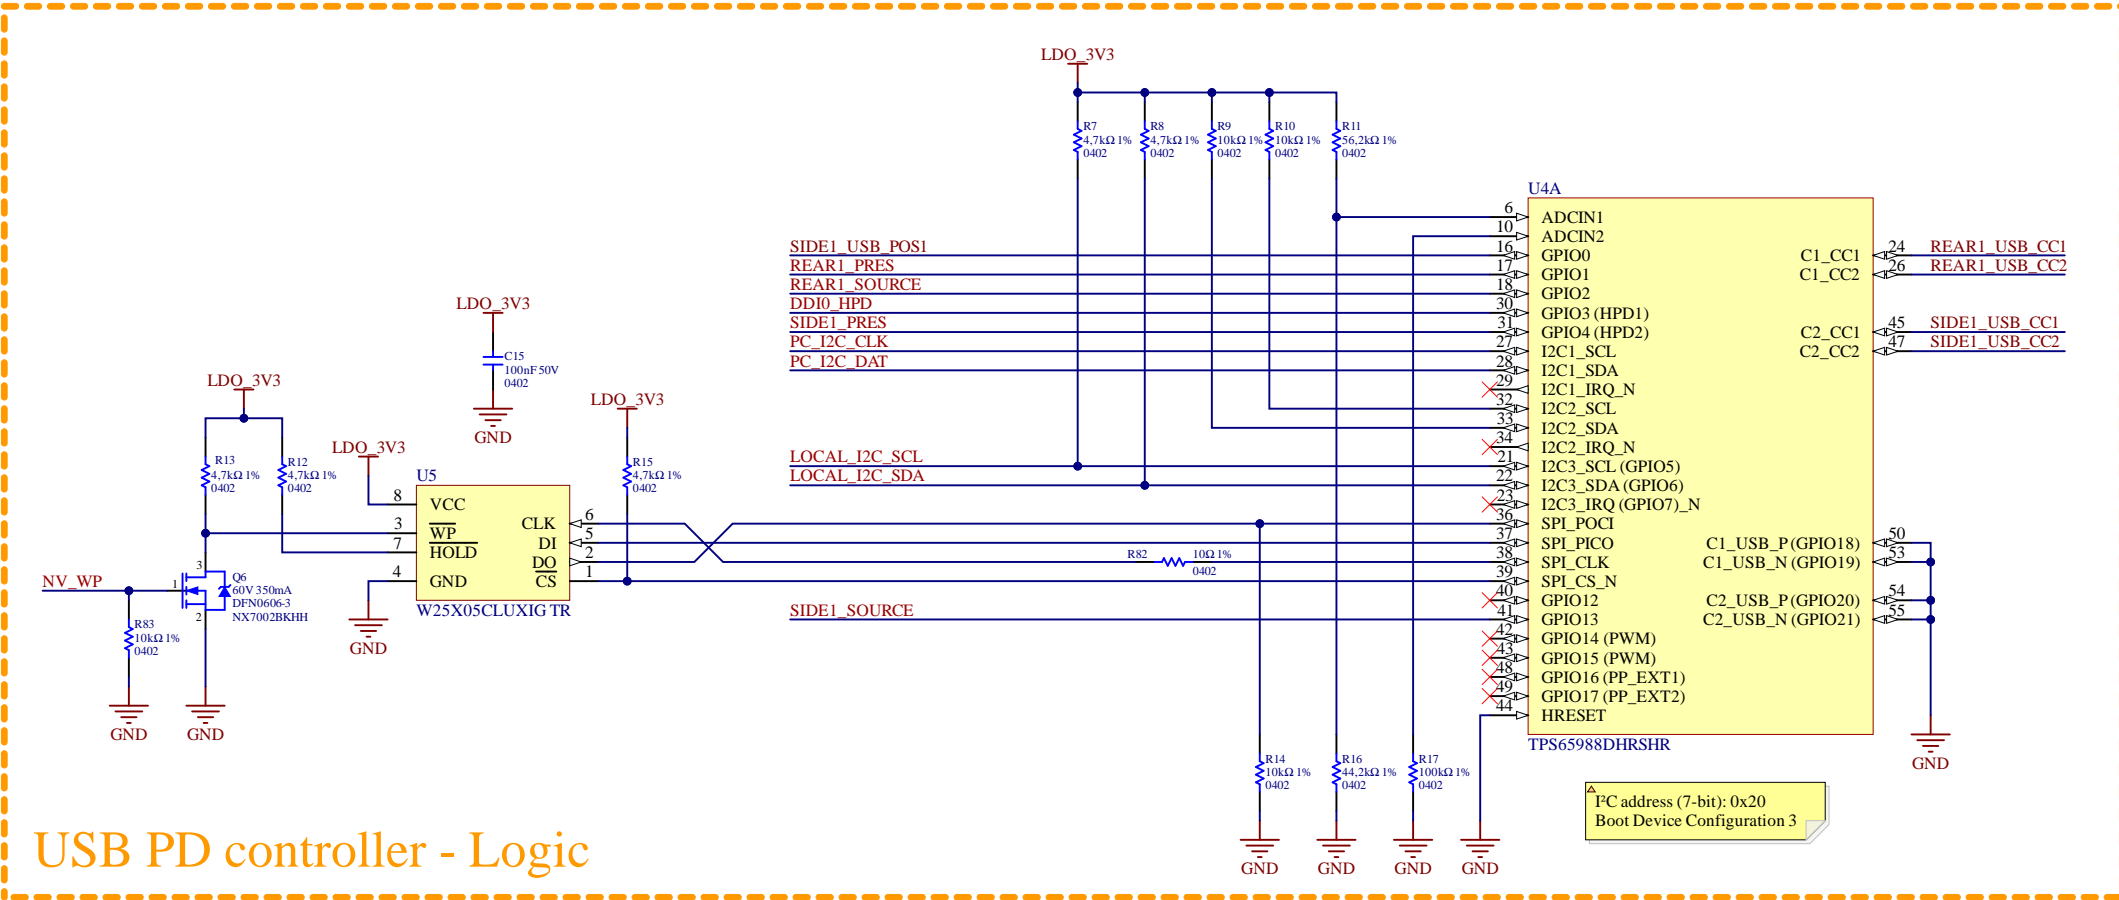 LDO_3V3
R7
4,7kΩ 1%
0402
R8
4,7kΩ 1%
0402
R9
10kΩ 1%
0402
R10
10kΩ 1%
0402
R11
56,2kΩ 1%
0402
U4A
6 ADCIN1
10 ADCIN2
SIDE1_USB_POS1 16 GPIO0
REAR1_PRES 17 GPIO1
REAR1_SOURCE 18 GPIO2
DDI0_HPD 30 GPIO3 (HPD1)
SIDE1_PRES 31 GPIO4 (HPD2)
PC_I2C_CLK 27 I2C1_SCL
PC_I2C_DAT 28 I2C1_SDA
29 I2C1_IRQ_N
32 I2C2_SCL
33 I2C2_SDA
34 I2C2_IRQ_N
LOCAL_I2C_SCL 21 I2C3_SCL (GPIO5)
LOCAL_I2C_SDA 22 I2C3_SDA (GPIO6)
23 I2C3_IRQ (GPIO7)_N
36 SPI_POCI
37 SPI_PICO
38 SPI_CLK
39 SPI_CS_N
40 GPIO12
SIDE1_SOURCE 41 GPIO13
42 GPIO14 (PWM)
43 GPIO15 (PWM)
48 GPIO16 (PP_EXT1)
49 GPIO17 (PP_EXT2)
44 HRESET
C1_CC1 24 REAR1_USB_CC1
C1_CC2 26 REAR1_USB_CC2
C2_CC1 45 SIDE1_USB_CC1
C2_CC2 47 SIDE1_USB_CC2
C1_USB_P (GPIO18) 50
C1_USB_N (GPIO19) 53
C2_USB_P (GPIO20) 54
C2_USB_N (GPIO21) 55
TPS65988DHRSHR
GND
LDO_3V3
C15
100nF 50V
0402
GND
LDO_3V3
R13
4,7kΩ 1%
0402
R12
4,7kΩ 1%
0402
LDO_3V3
LDO_3V3
R15
4,7kΩ 1%
0402
U5
8 VCC
3 WP
7 HOLD
4 GND
CLK 6
DI 5
DO 2
CS 1
W25X05CLUXIG TR
GND
R82 10Ω 1%
0402
NV_WP
1
3
2
Q6
60V 350mA
DFN0606-3
NX7002BKHH
R83
10kΩ 1%
0402
GND
GND
R14
10kΩ 1%
0402
R16
44,2kΩ 1%
0402
R17
100kΩ 1%
0402
GND
GND
GND
GND
I²C address (7-bit): 0x20
Boot Device Configuration 3
USB PD controller - Logic